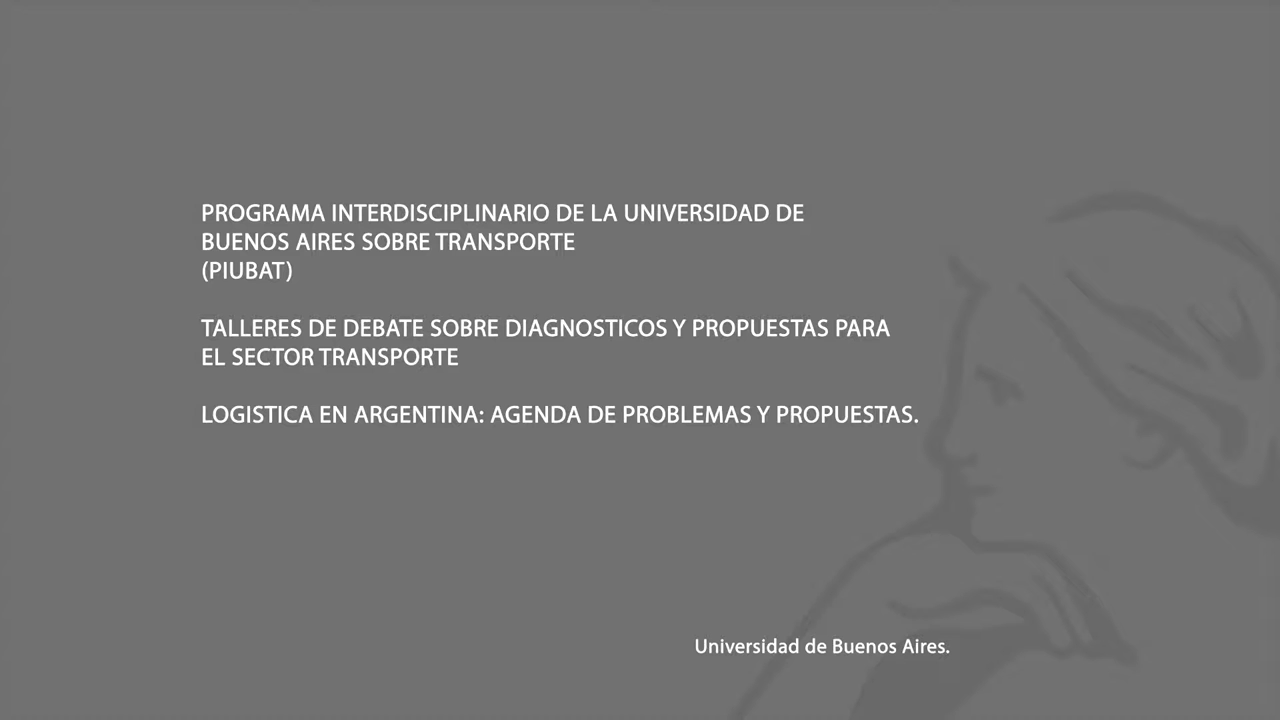 PROGRAMA INTERDISCIPLINARIO DE LA UNIVERSIDAD DE
BUENOS AIRES SOBRE TRANSPORTE
(PIUBAT)
TALLERES DE DEBATE SOBRE DIAGNOSTICOS Y PROPUESTAS PARA
EL SECTOR TRANSPORTE
LOGISTICA EN ARGENTINA: AGENDA DE PROBLEMAS Y PROPUESTAS.
Universidad de Buenos Aires.